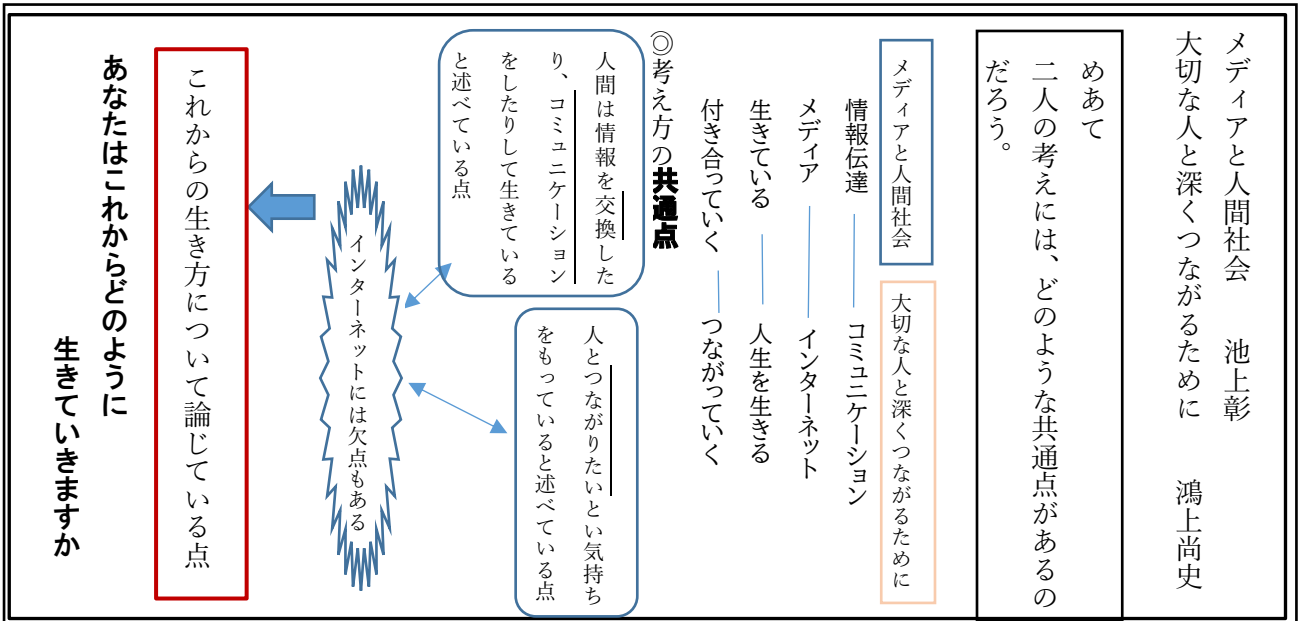 メディアと人間社会　　池上彰
大切な人と深くつながるために　　鴻上尚史
めあて
二人の考えには、どのような共通点があるの
だろう。
メディアと人間社会
大切な人と深くつながるために
情報伝達
コミュニケーション
メディア
インターネット
生きている
人生を生きる
付き合っていく
つながっていく
◎考え方の共通点
人間は情報を交換した
り、コミュニケーション
をしたりして生きている
と述べている点
人とつながりたいとい気持ち
をもっていると述べている点
インターネットには欠点もある
これからの生き方について論じている点
あなたはこれからどのように
生きていきますか